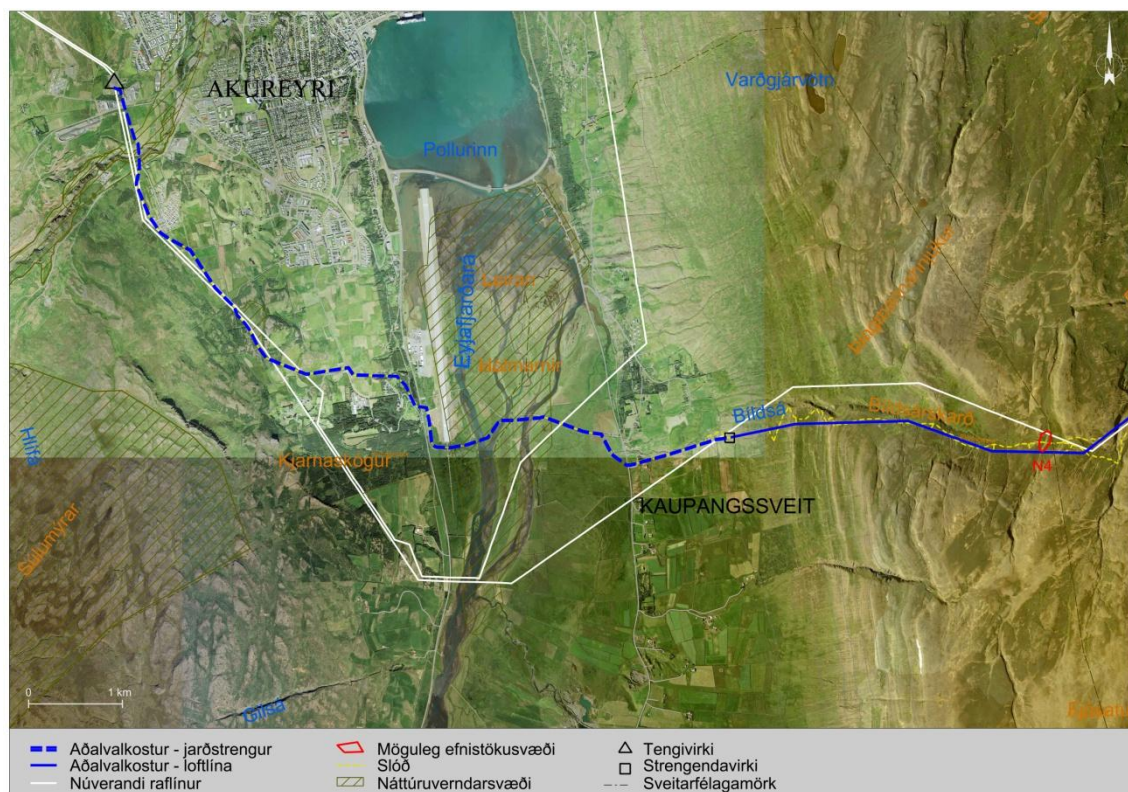 AKUREYRI
Varðgjárvötn
Pollurinn
Eyjafjarðará
Bíldsá
N4
Hlífá
Kjarnaskógur
KAUPANGSSVEIT
Súlumýrar
Gilsá
0 1 km
Aðalvalkostur - jarðstrengur
Aðalvalkostur - loftlína
Núverandi raflínur
Möguleg efnistökusvæði
Slóð
Náttúruverndarsvæði
Tengivirki
Strengendavirki
Sveitarfélagamörk